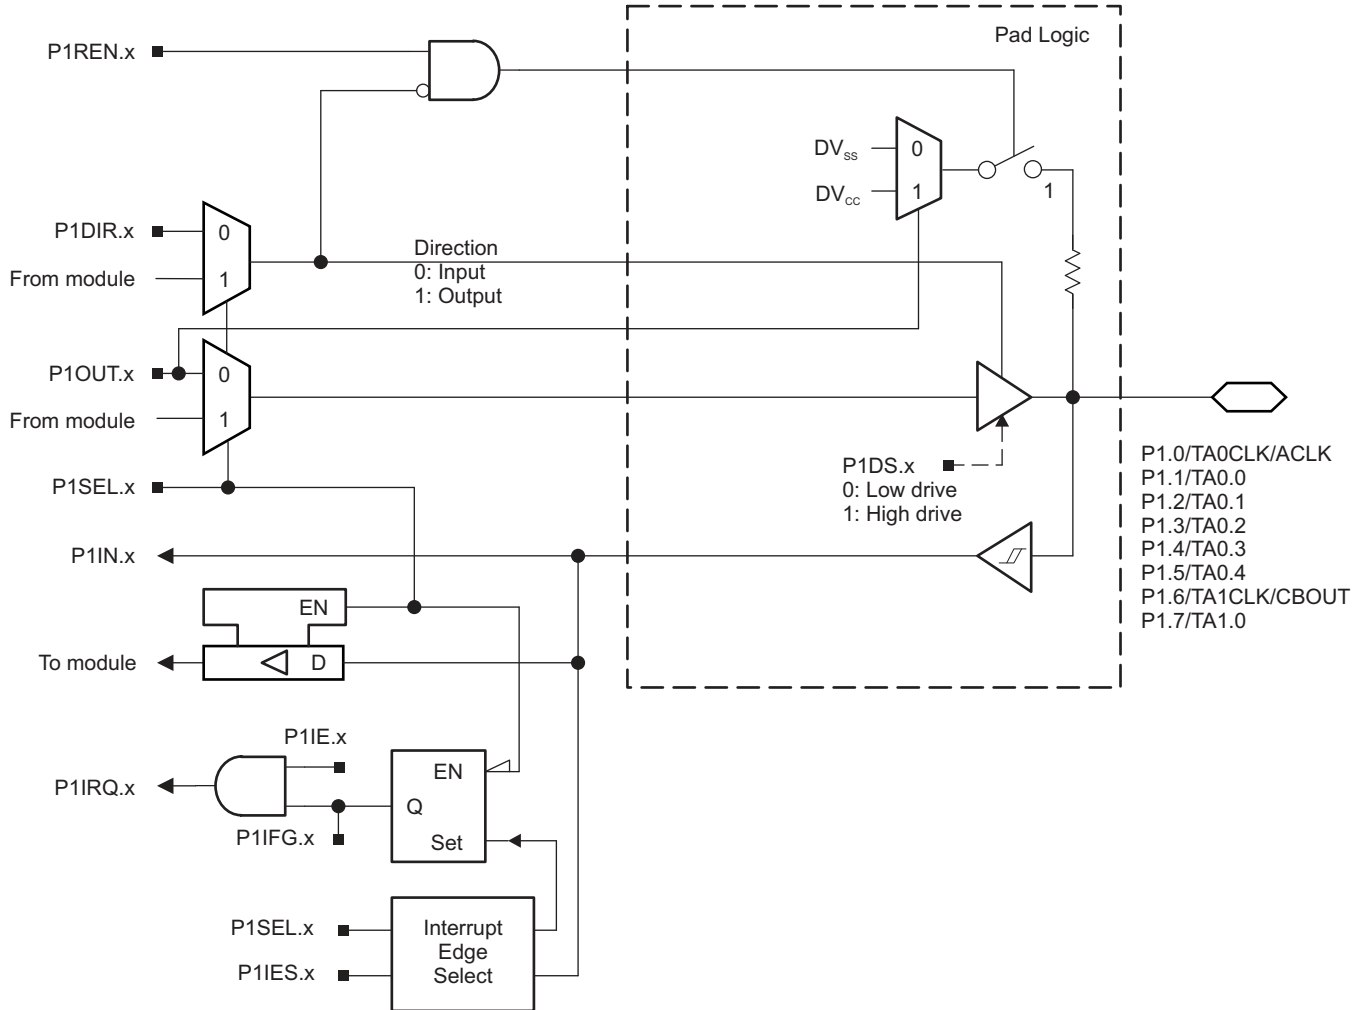 Pad Logic
P1REN.x
DVSS
0
DVCC
1
1
P1DIR.x
0
From module
1
Direction
0: Input
1: Output
P1OUT.x
0
From module
1
P1SEL.x
P1DS.x
0: Low drive
1: High drive
P1.0/TA0CLK/ACLK
P1.1/TA0.0
P1.2/TA0.1
P1.3/TA0.2
P1.4/TA0.3
P1.5/TA0.4
P1.6/TA1CLK/CBOUT
P1.7/TA1.0
P1IN.x
EN
To module
D
P1IE.x
P1IRQ.x
EN
Q
P1IFG.x
Set
P1SEL.x
P1IES.x
Interrupt
Edge
Select